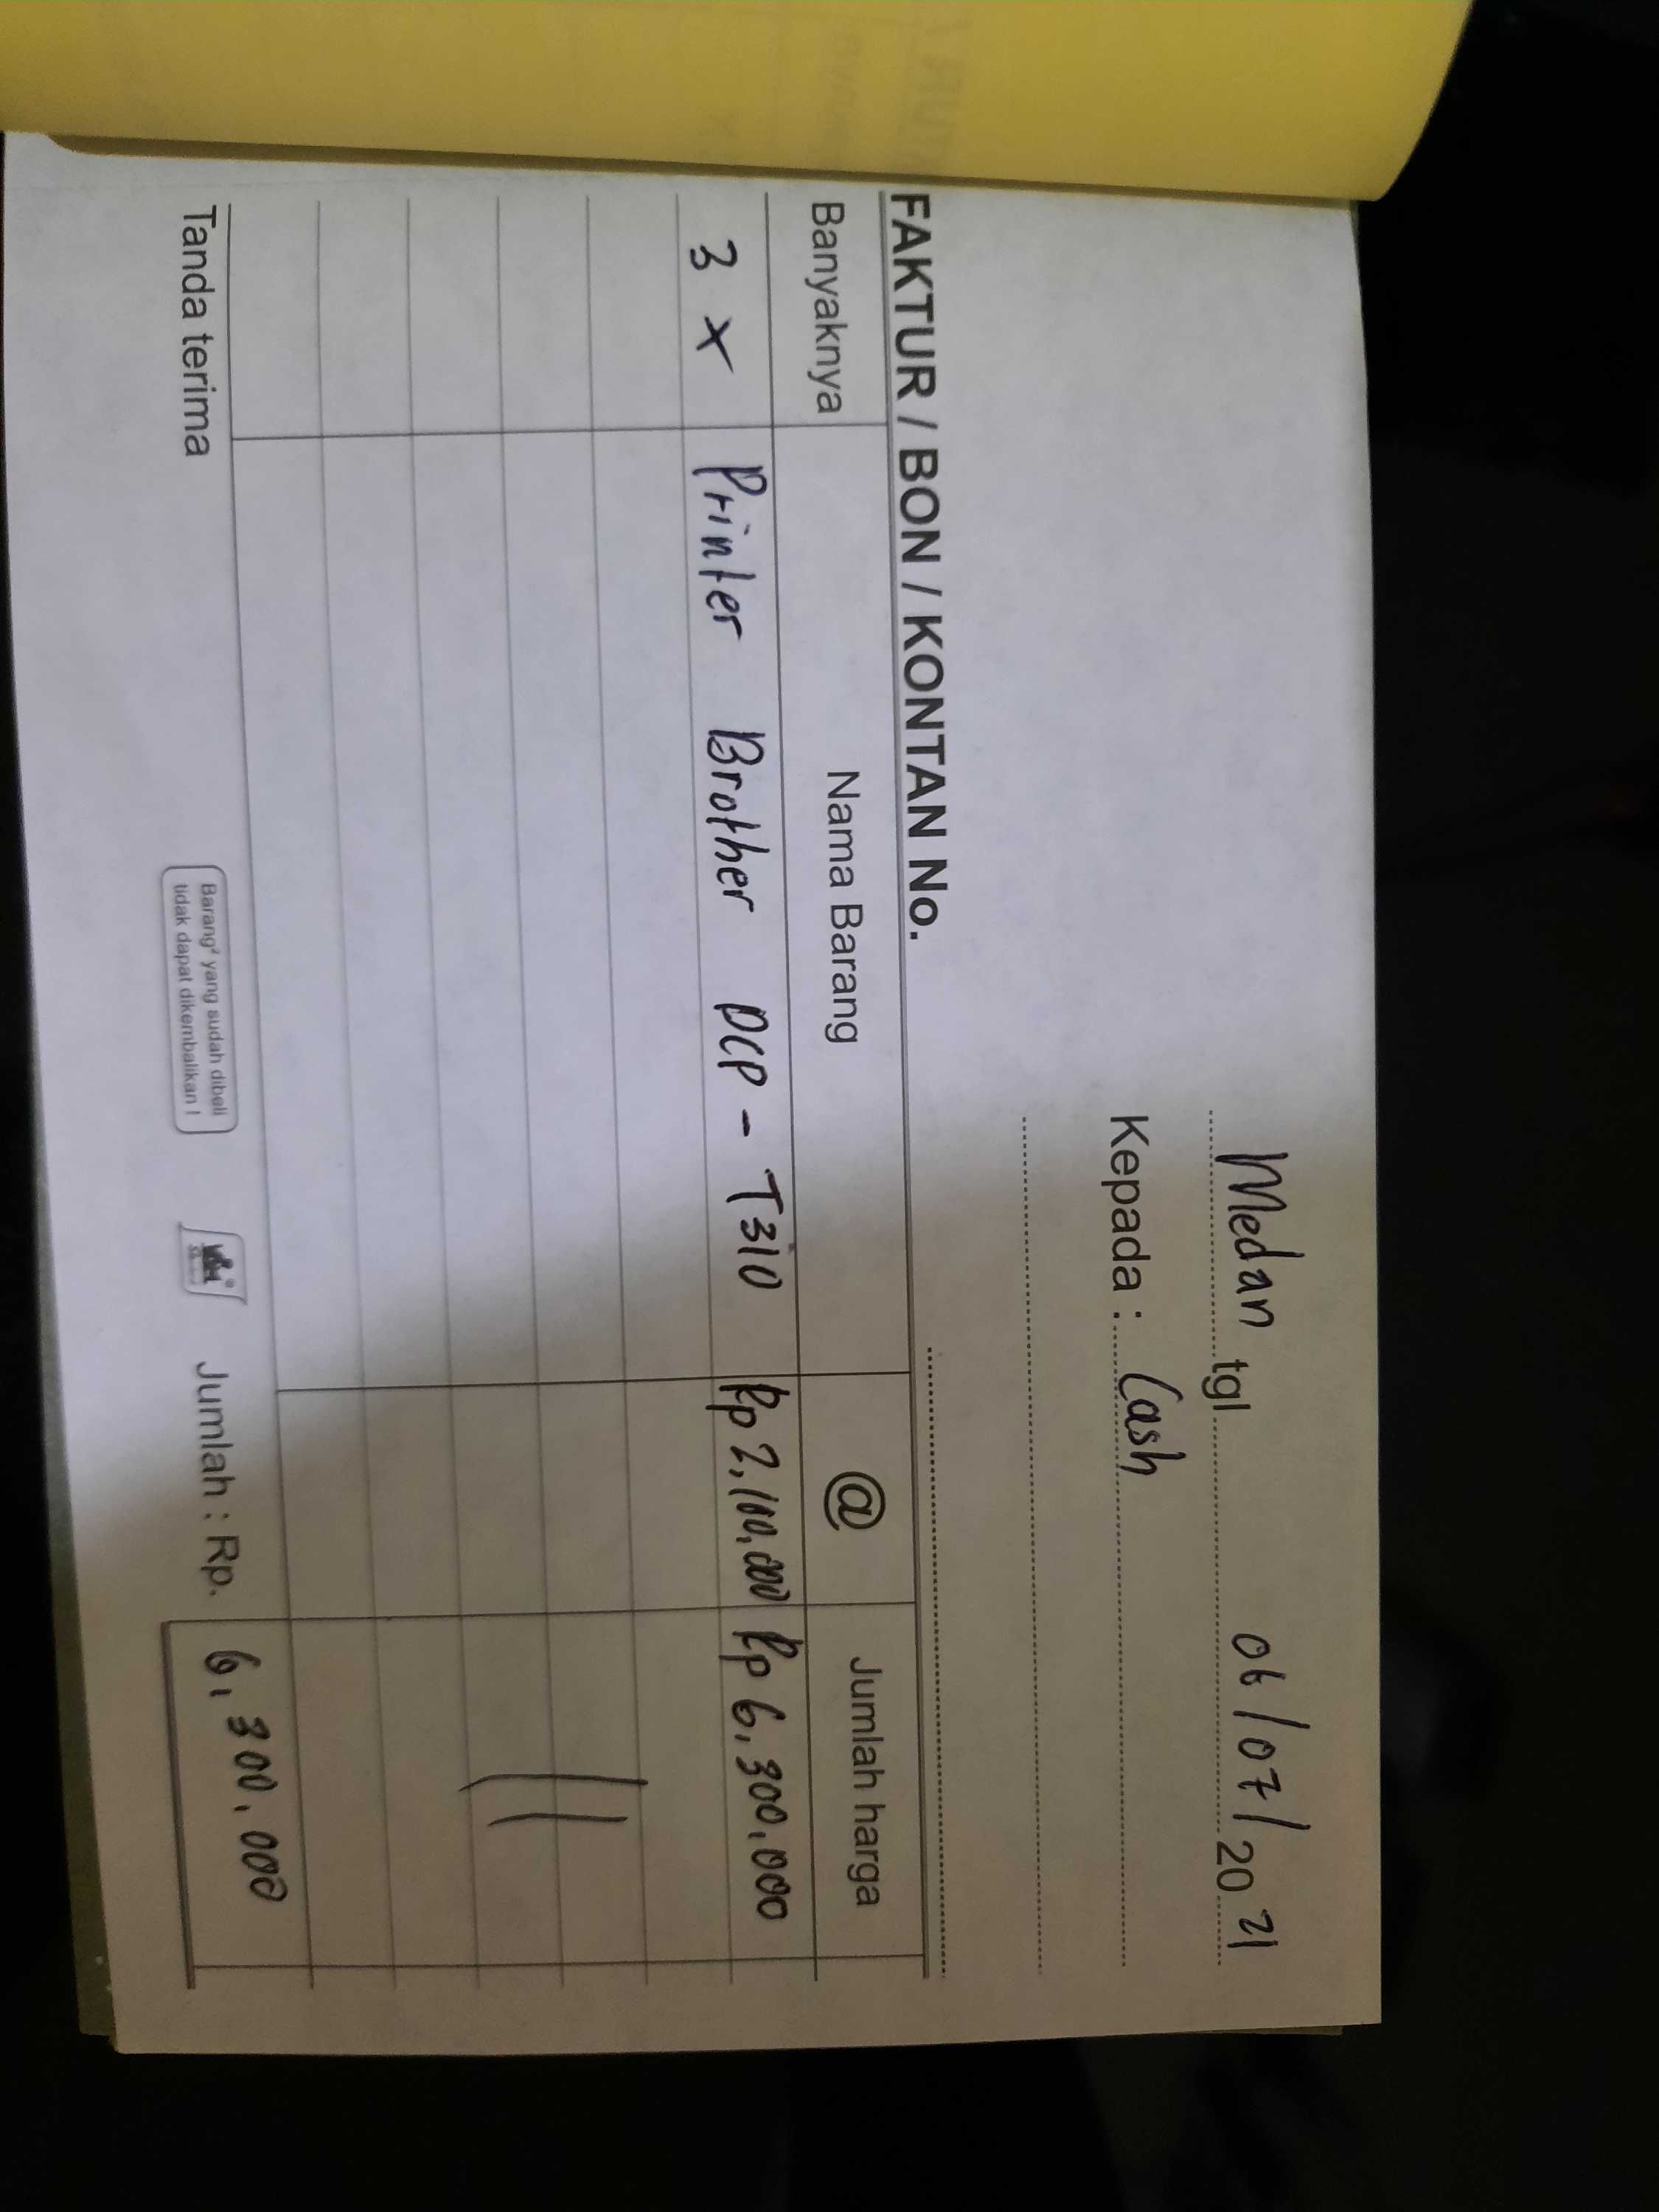 Medan tgl 06/07/2021
Kepada : Cash
FAKTUR / BON / KONTAN No.
Banyaknya Nama Barang @ Jumlah harga
3 x Printer Brother DCP - T310 Rp 2,100,000 Rp 6,300,000
Tanda terima
Barang² yang sudah dibeli
tidak dapat dikembalikan !
Jumlah : Rp. 6,300,000